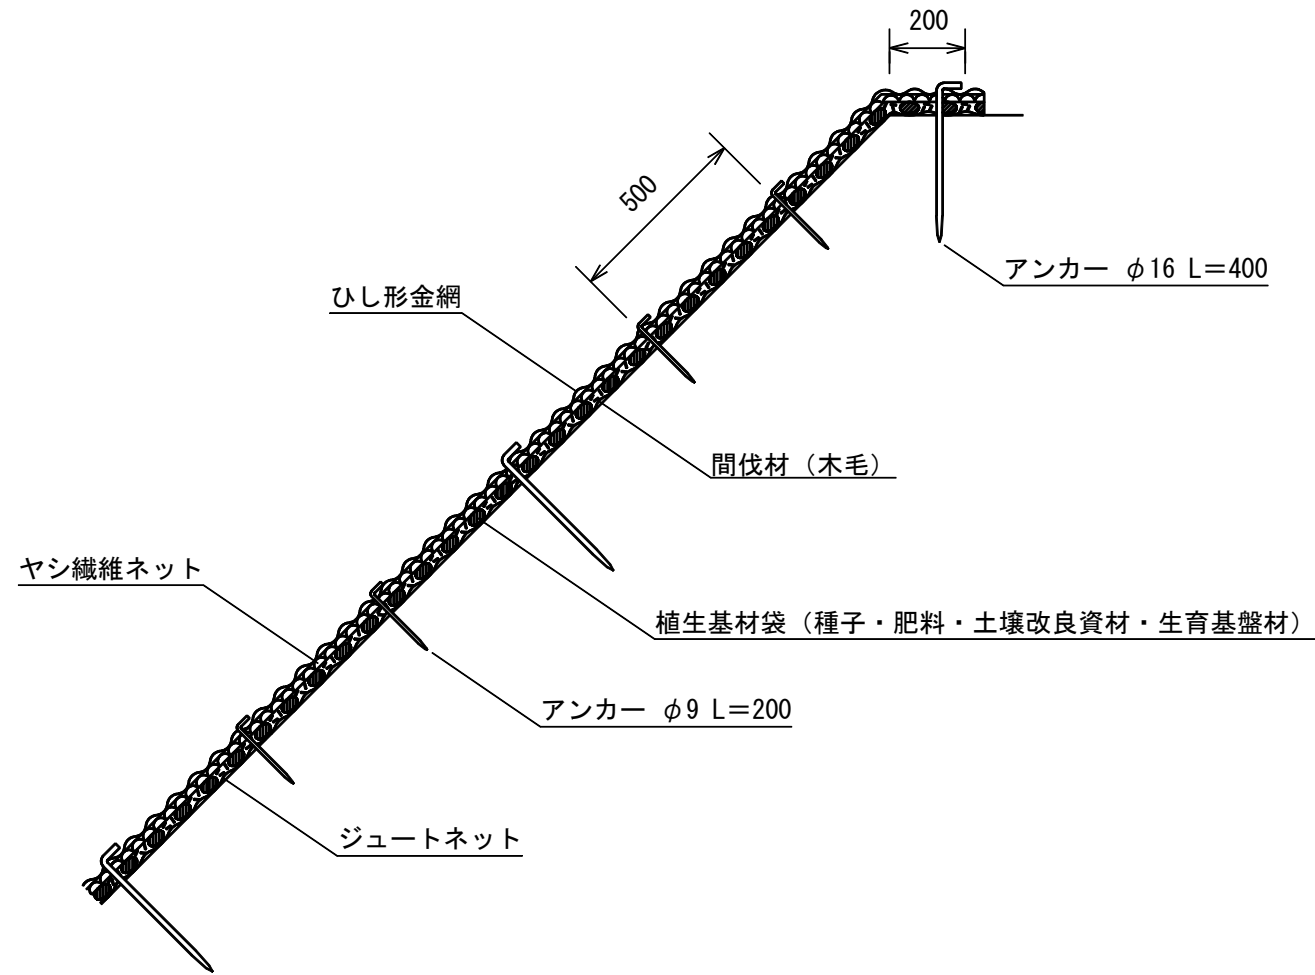 200
500
アンカー φ16 L=400
ひし形金網
間伐材（木毛）
ヤシ繊維ネット
植生基材袋（種子・肥料・土壌改良資材・生育基盤材）
アンカー φ9 L=200
ジュートネット